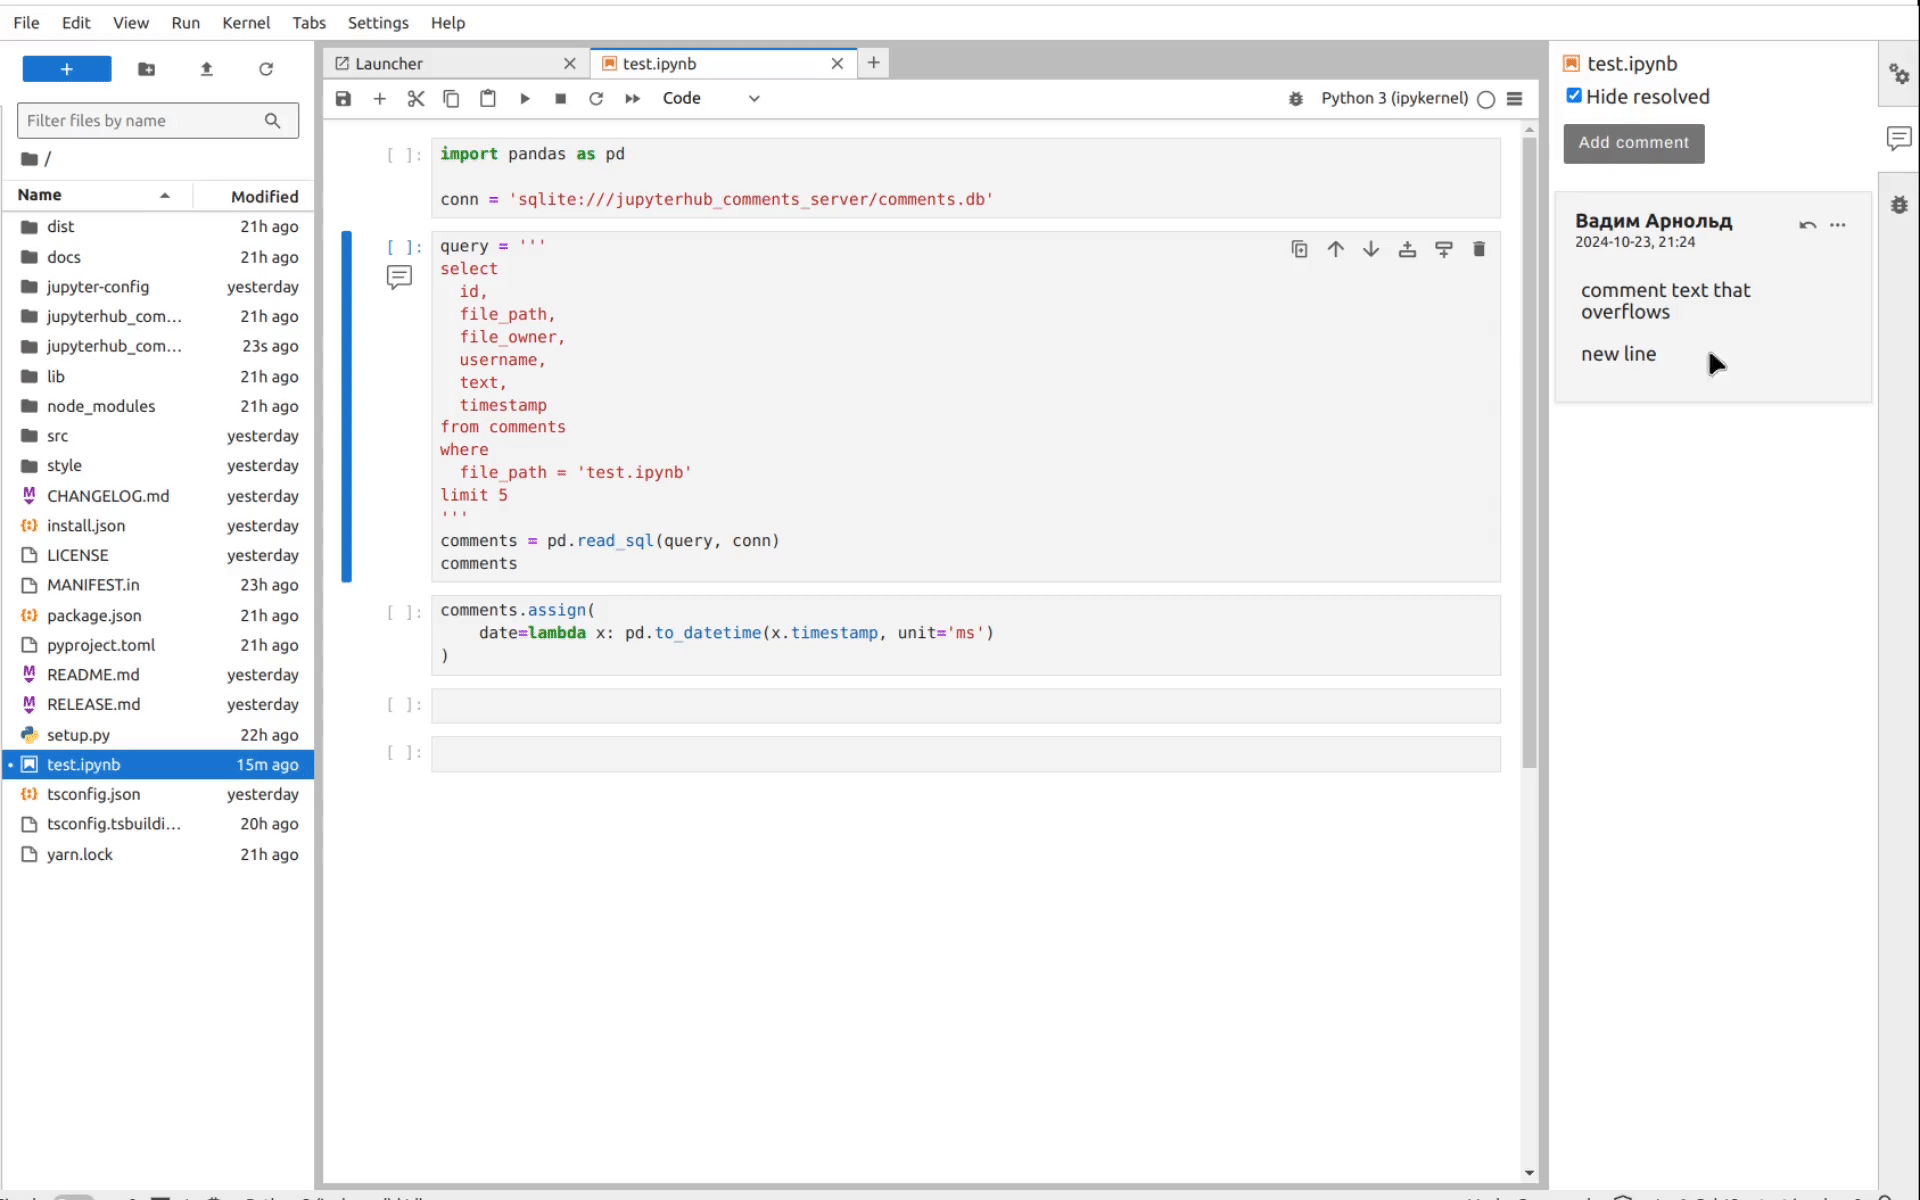 File Edit View Run Kernel Tabs Settings Help
+
Filter files by name
/
Name Modified
dist 21h ago
docs 21h ago
jupyter-config yesterday
jupyterhub_com... 21h ago
jupyterhub_com... 23s ago
lib 21h ago
node_modules 21h ago
src yesterday
style yesterday
CHANGELOG.md yesterday
install.json yesterday
LICENSE yesterday
MANIFEST.in 23h ago
package.json 21h ago
pyproject.toml 21h ago
README.md yesterday
RELEASE.md yesterday
setup.py 22h ago
test.ipynb 15m ago
tsconfig.json yesterday
tsconfig.tsbuildi... 20h ago
yarn.lock 21h ago
Launcher test.ipynb
Code Python 3 (ipykernel)
[ ]: import pandas as pd
conn = 'sqlite:///jupyterhub_comments_server/comments.db'
[ ]: query = '''
select
id,
file_path,
file_owner,
username,
text,
timestamp
from comments
where
file_path = 'test.ipynb'
limit 5
'''
comments = pd.read_sql(query, conn)
comments
[ ]: comments.assign(
date=lambda x: pd.to_datetime(x.timestamp, unit='ms')
)
[ ]:
[ ]:
test.ipynb
Hide resolved
Add comment
Вадим Арнольд
2024-10-23, 21:24
comment text that
overflows
new line